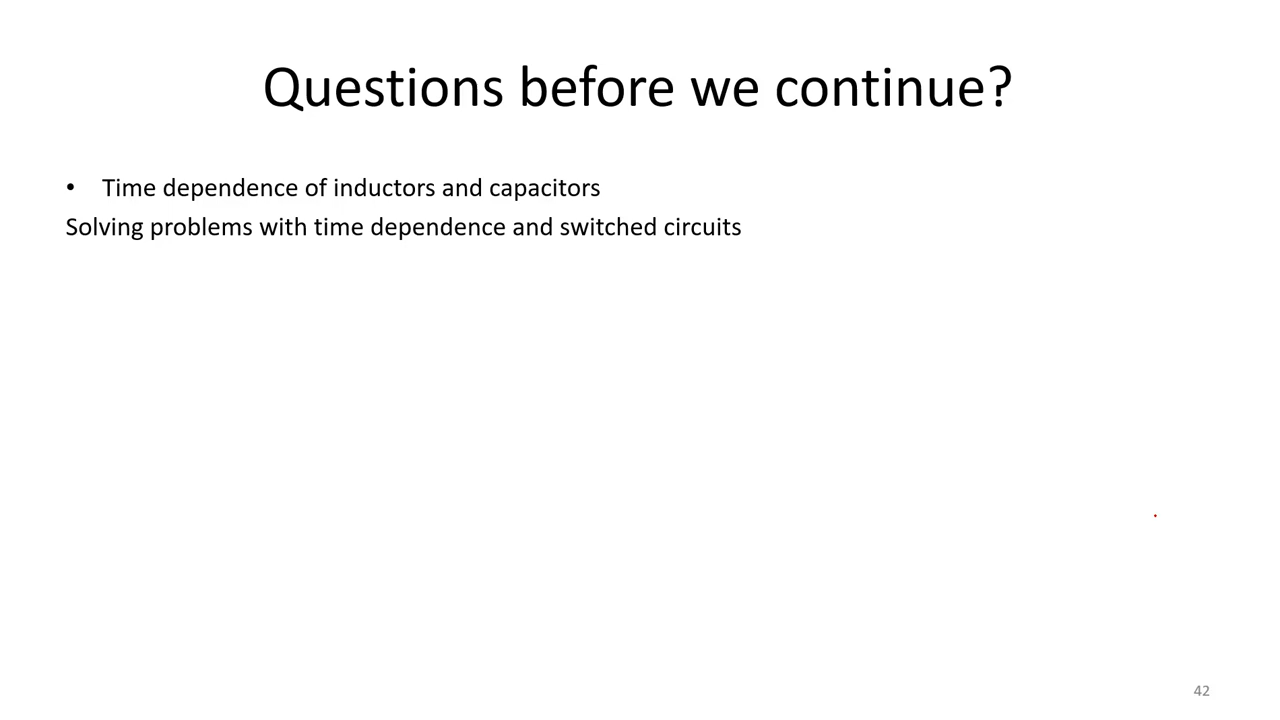 Questions before we continue?
• Time dependence of inductors and capacitors
Solving problems with time dependence and switched circuits
42